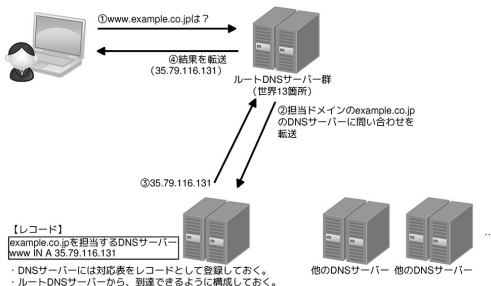 ①www.example.co.jpは？
④結果を転送
（35.79.116.131）
ルートDNSサーバー群
（世界13箇所）
②担当ドメインのexample.co.jp
のDNSサーバーに問い合わせを
転送
③35.79.116.131
【レコード】
example.co.jpを担当するDNSサーバー
www IN A 35.79.116.131
・DNSサーバーには対応表をレコードとして登録しておく。
・ルートDNSサーバーから、到達できるように構成しておく。
他のDNSサーバー 他のDNSサーバー
‥